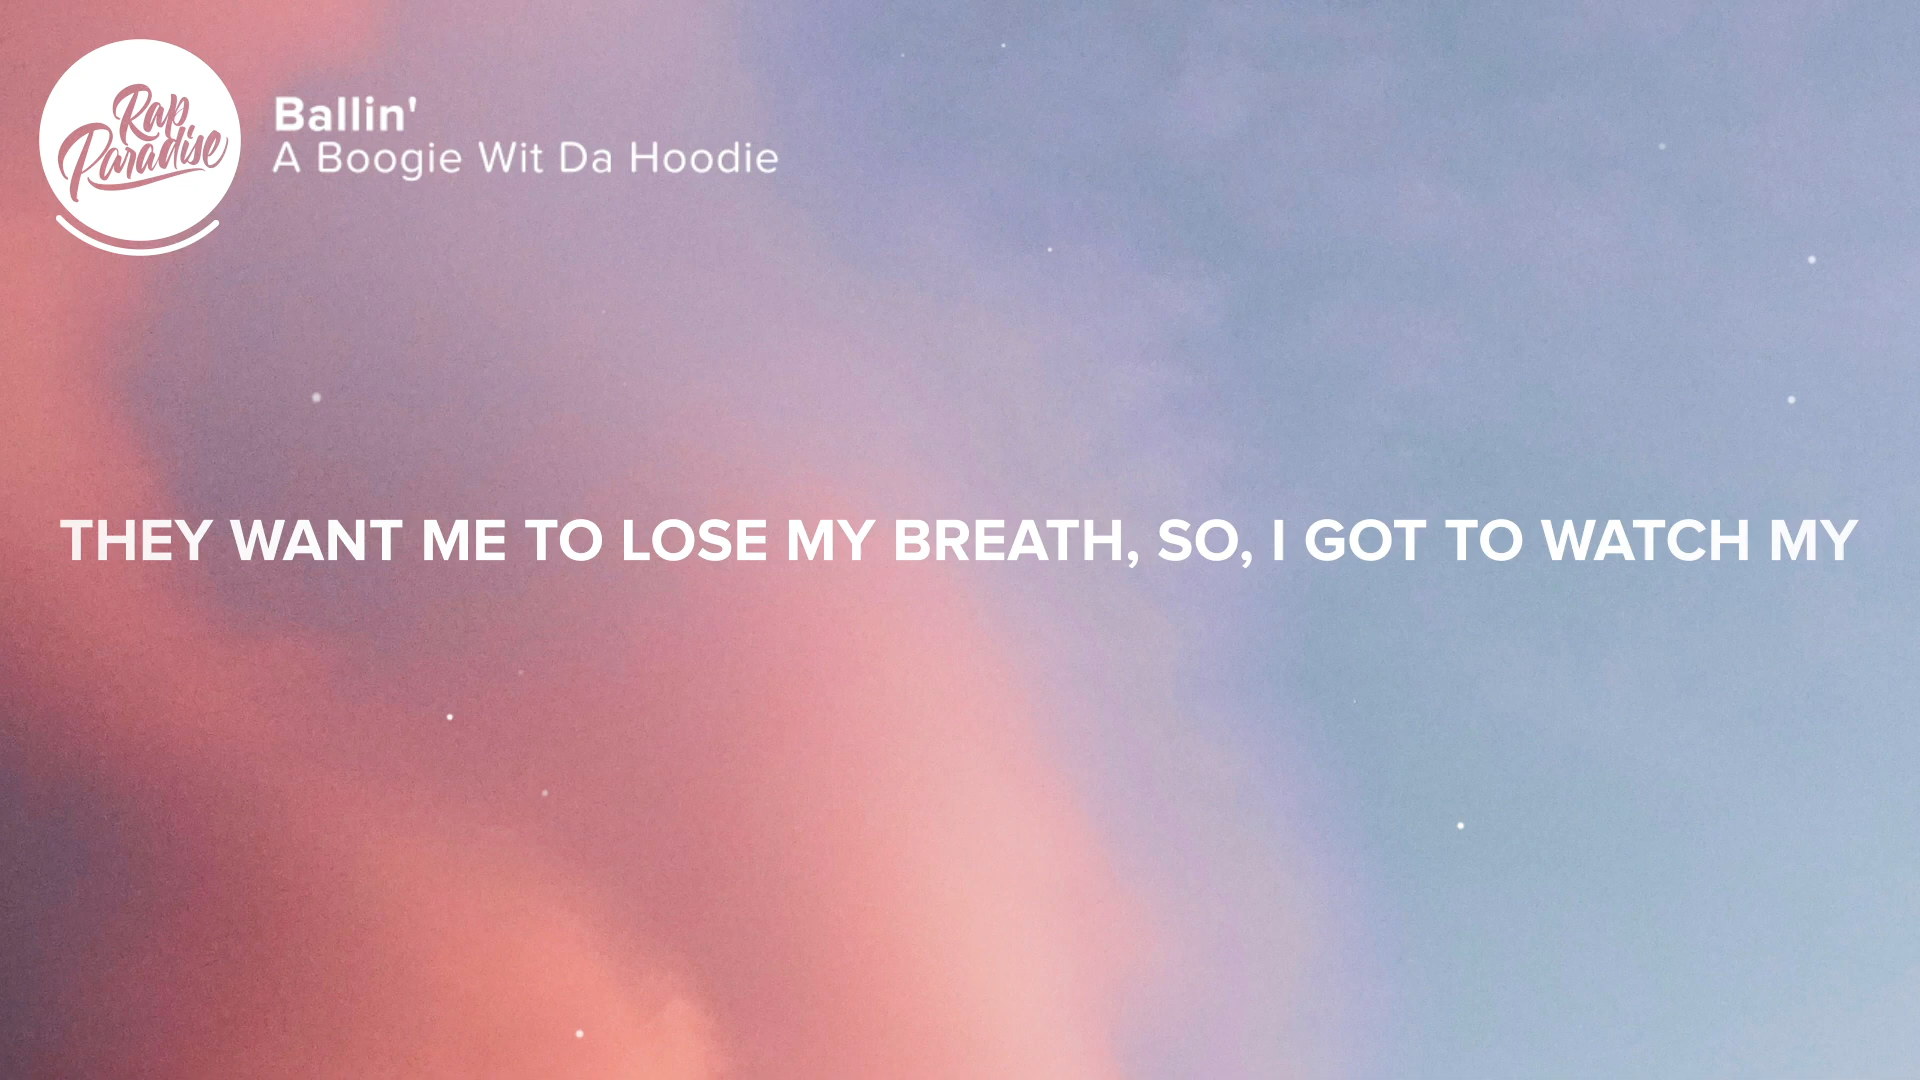 Rap
Paradise
Ballin'
A Boogie Wit Da Hoodie
THEY WANT ME TO LOSE MY BREATH, SO, I GOT TO WATCH MY